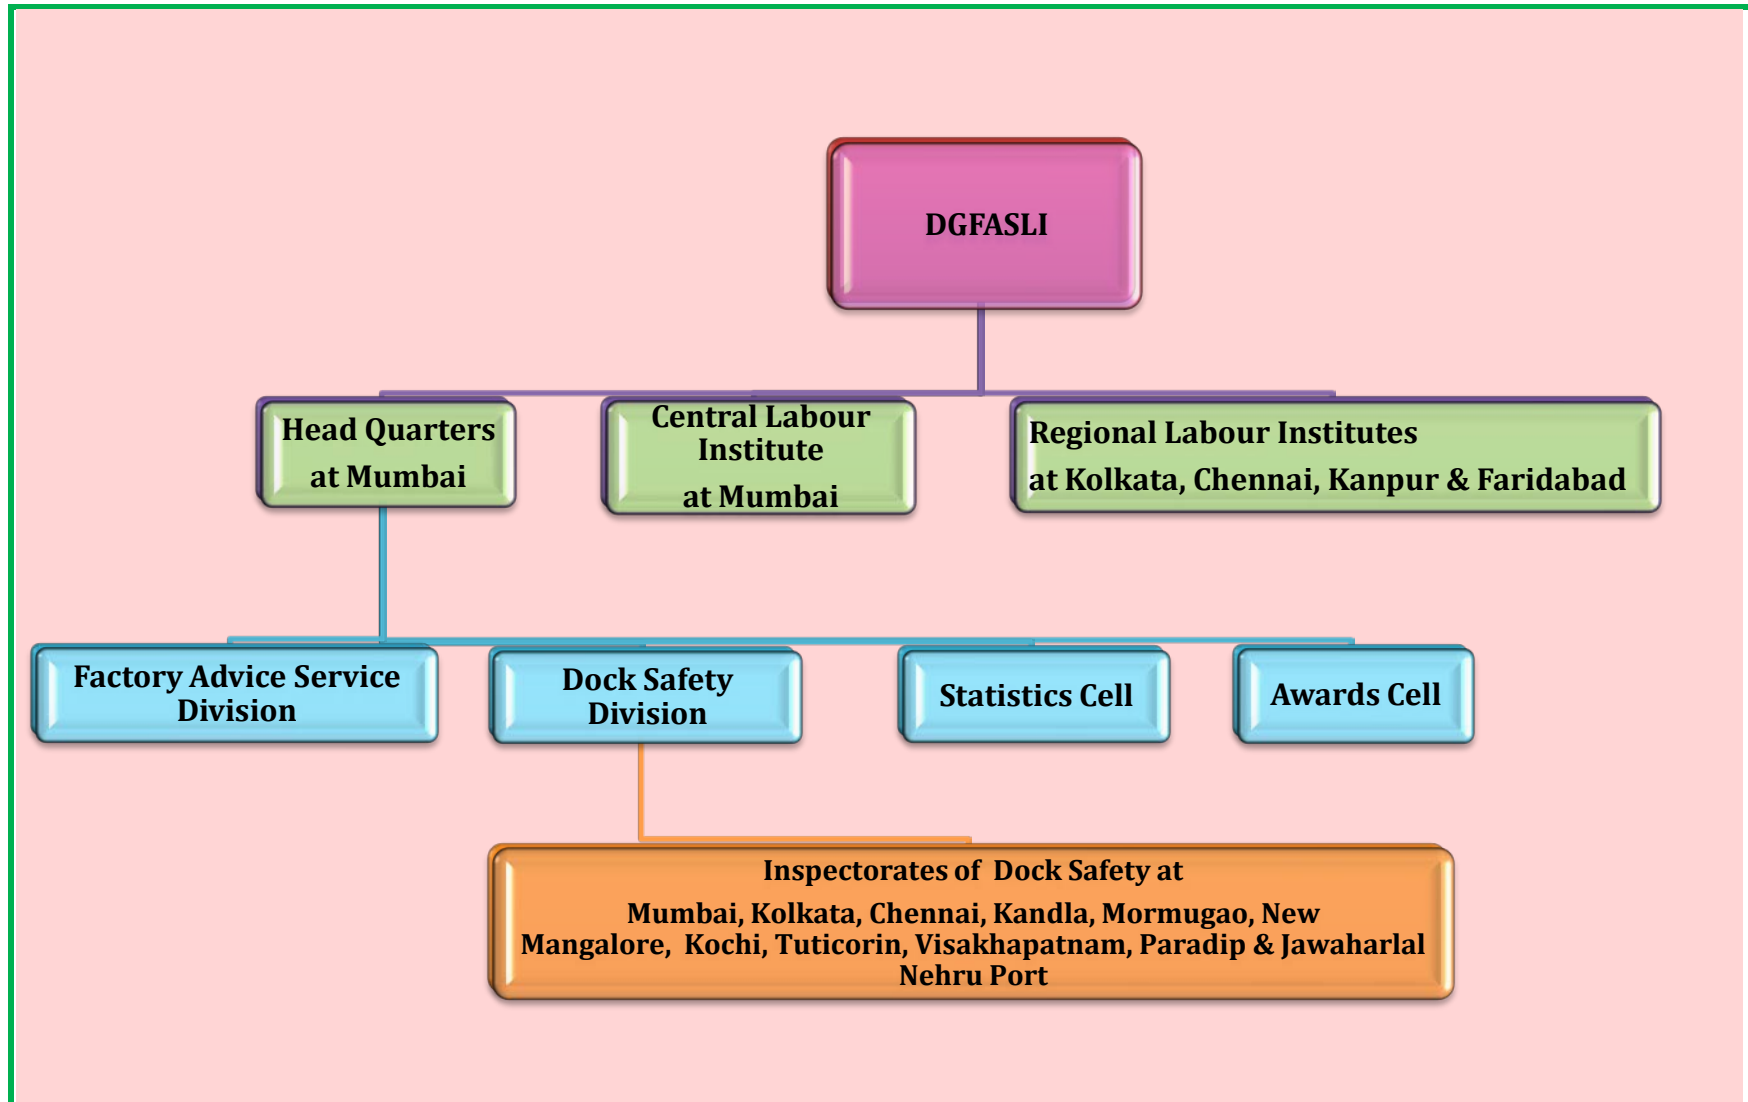 DGFASLI
Head Quarters
at Mumbai
Central Labour
Institute
at Mumbai
Regional Labour Institutes
at Kolkata, Chennai, Kanpur & Faridabad
Factory Advice Service
Division
Dock Safety
Division
Statistics Cell
Awards Cell
Inspectorates of Dock Safety at
Mumbai, Kolkata, Chennai, Kandla, Mormugao, New
Mangalore, Kochi, Tuticorin, Visakhapatnam, Paradip & Jawaharlal
Nehru Port